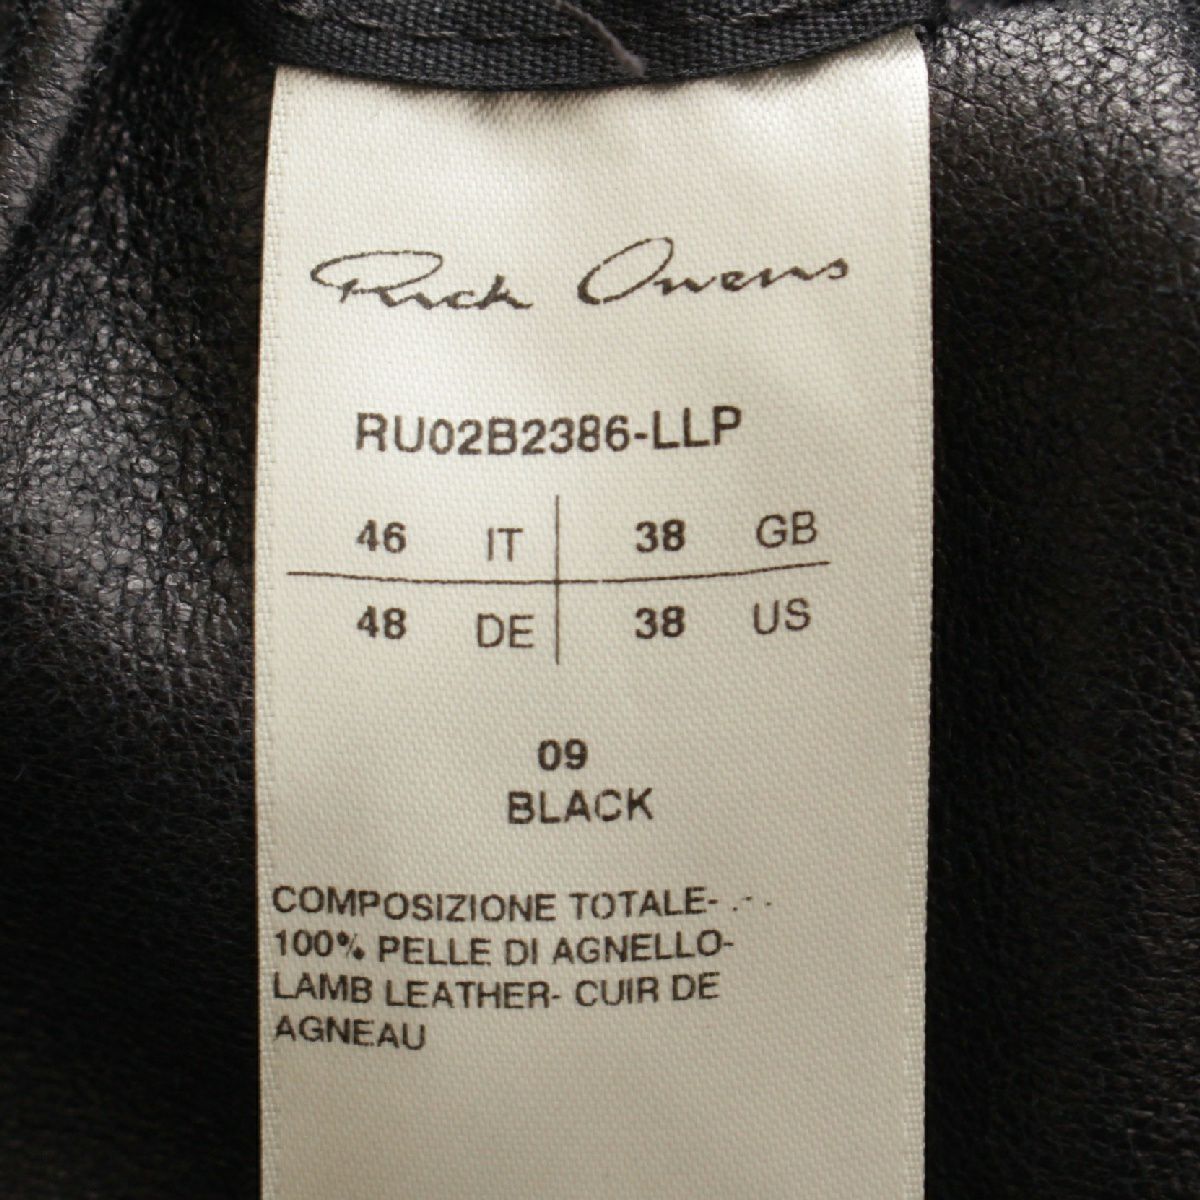 Rick Owens
RU02B2386-LLP
46 IT 38 GB
48 DE 38 US
09
BLACK
COMPOSIZIONE TOTALE-
100% PELLE DI AGNELLO-
LAMB LEATHER- CUIR DE
AGNEAU